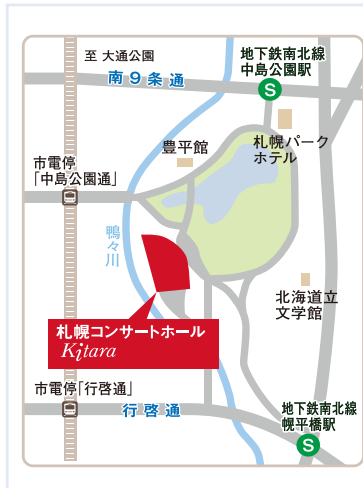 至 大通公園
地下鉄南北線
中島公園駅
南9条通
S
豊平館
札幌パーク
ホテル
市電停
「中島公園通」
鴨々川
北海道立
文学館
札幌コンサートホール
Kitara
市電停「行啓通」
行啓通
地下鉄南北線
幌平橋駅
S